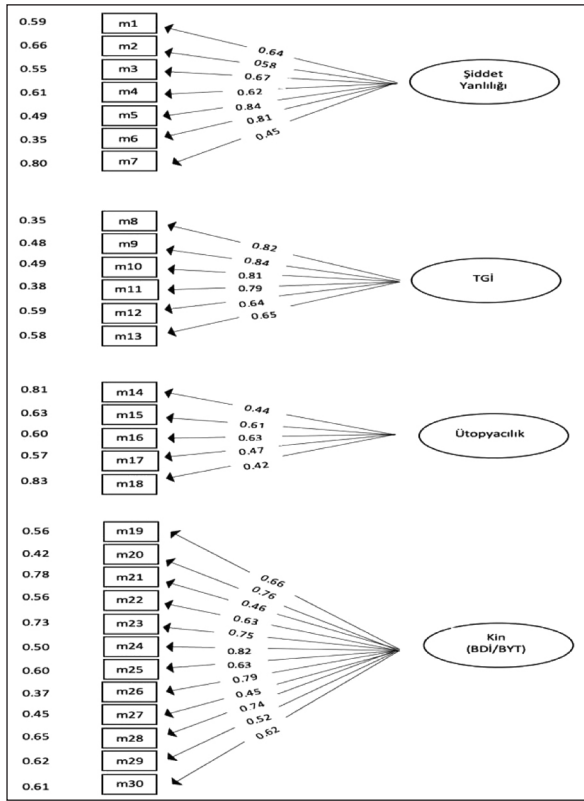 0.59 m1
0.66 m2
0.55 m3
0.61 m4
0.49 m5
0.35 m6
0.80 m7
0.64
058
0.67
0.62
0.84
0.81
0.45
Şiddet
Yanlılığı
0.35 m8
0.48 m9
0.49 m10
0.38 m11
0.59 m12
0.58 m13
0.82
0.84
0.81
0.79
0.64
0.65
TGİ
0.81 m14
0.63 m15
0.60 m16
0.57 m17
0.83 m18
0.44
0.61
0.63
0.47
0.42
Ütopyacılık
0.56 m19
0.42 m20
0.78 m21
0.56 m22
0.73 m23
0.50 m24
0.60 m25
0.37 m26
0.45 m27
0.65 m28
0.62 m29
0.61 m30
0.66
0.76
0.46
0.63
0.75
0.82
0.63
0.79
0.45
0.74
0.52
0.62
Kin
(BDİ/BYT)